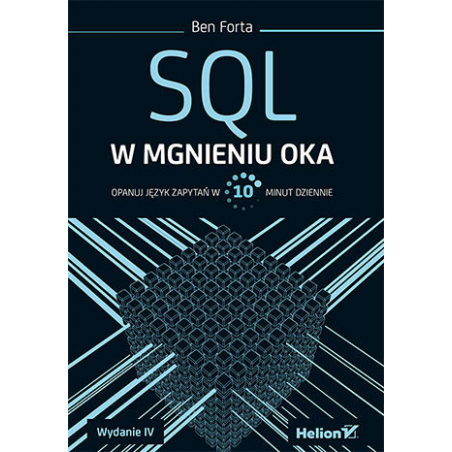 Ben Forta
SQL
W MGNIENIU OKA
OPANUJ JĘZYK ZAPYTAŃ W 10 MINUT DZIENNIE
Wydanie IV
Helion